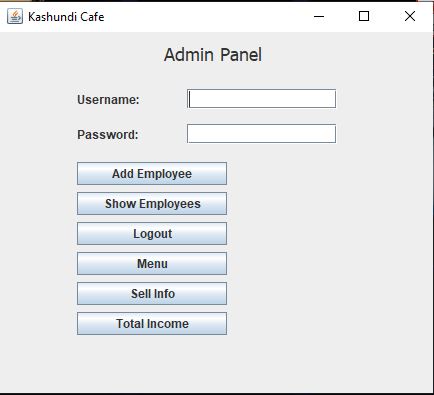 Kashundi Cafe
Admin Panel
Username:
Password:
Add Employee
Show Employees
Logout
Menu
Sell Info
Total Income